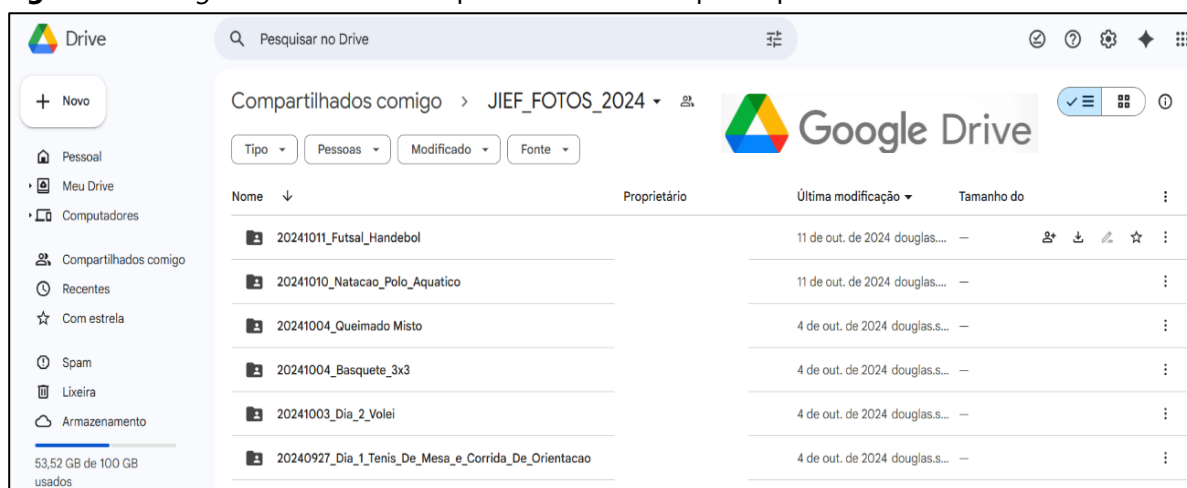 Drive
Pesquisar no Drive
Novo
Pessoal
Meu Drive
Computadores
Compartilhados comigo
Recentes
Com estrela
Spam
Lixeira
Armazenamento
53,52 GB de 100 GB
usados
Compartilhados comigo > JIEF_FOTOS_2024
Google Drive
Tipo Pessoas Modificado Fonte
Nome Proprietário Última modificação Tamanho do
20241011_Futsal_Handebol 11 de out. de 2024 douglas.... —
20241010_Natacao_Polo_Aquatico 11 de out. de 2024 douglas.... —
20241004_Queimado Misto 4 de out. de 2024 douglas.s... —
20241004_Basquete_3x3 4 de out. de 2024 douglas.s... —
20241003_Dia_2_Volei 4 de out. de 2024 douglas.s... —
20240927_Dia_1_Tenis_De_Mesa_e_Corrida_De_Orientacao 4 de out. de 2024 douglas.s... —